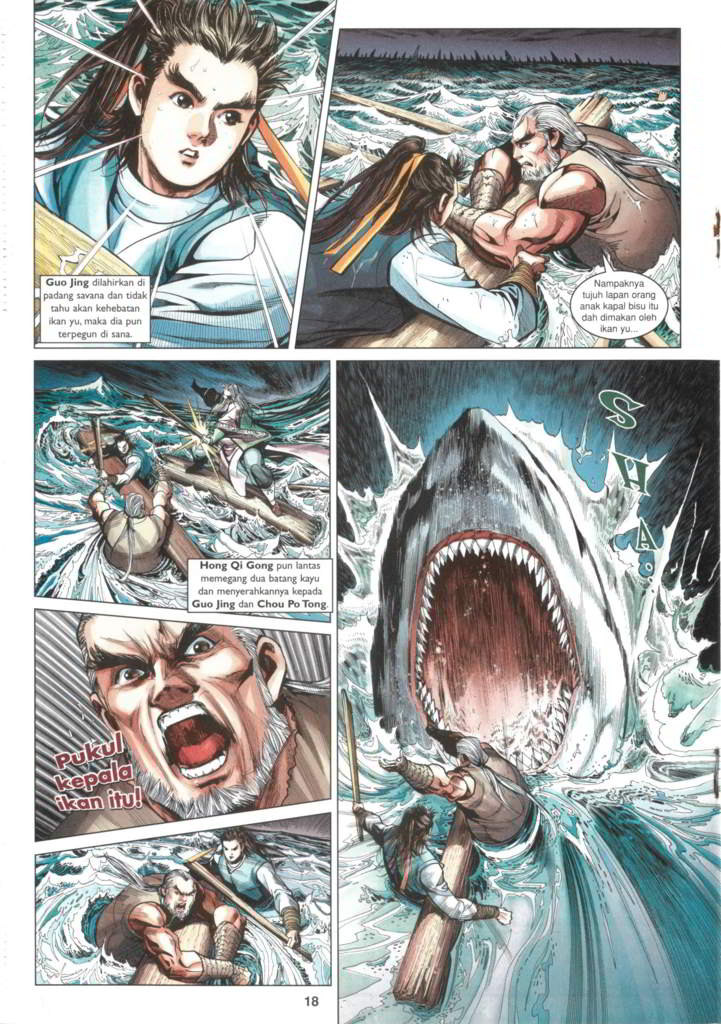 Guo Jing dilahirkan di
padang savana dan tidak
tahu akan kehebatan
ikan yu, maka dia pun
terpegun di sana.
Nampaknya
tujuh lapan orang
anak kapal bisu itu
dah dimakan oleh
ikan yu...
Hong Qi Gong pun lantas
memegang dua batang kayu
dan menyerahkannya kepada
Guo Jing dan Chou Po Tong.
SHA.
Pukul
kepala
ikan itu!
18